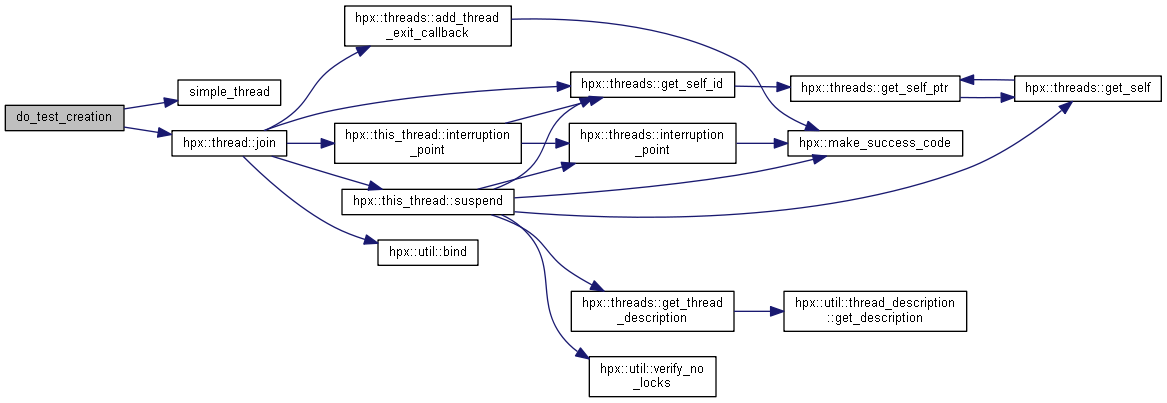 do_test_creation
simple_thread
hpx::thread::join
hpx::threads::add_thread
_exit_callback
hpx::this_thread::interruption
_point
hpx::this_thread::suspend
hpx::util::bind
hpx::threads::get_self_id
hpx::threads::interruption
_point
hpx::threads::get_thread
_description
hpx::util::verify_no
_locks
hpx::threads::get_self_ptr
hpx::make_success_code
hpx::util::thread_description
::get_description
hpx::threads::get_self